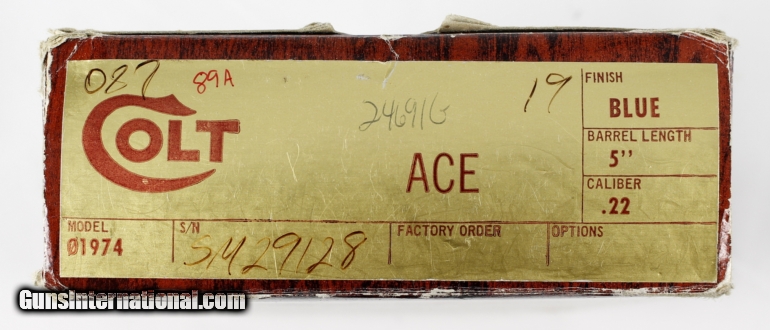 087 89A
246916 19
COLT
ACE
FINISH
BLUE
BARREL LENGTH
5"
CALIBER
.22
MODEL
Ø1974
S/N
SM29128
FACTORY ORDER
OPTIONS
GunsInternational.com